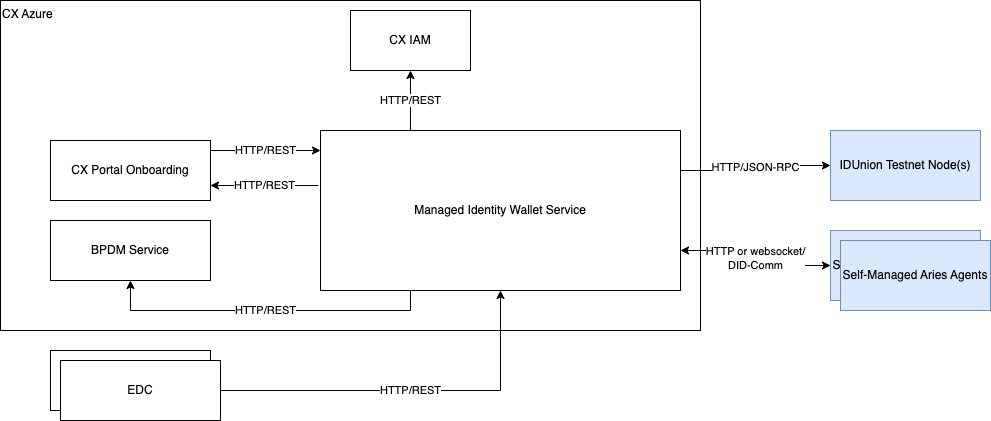 CX Azure
CX IAM
HTTP/REST
CX Portal Onboarding
HTTP/REST
HTTP/REST
Managed Identity Wallet Service
BPDM Service
HTTP/REST
HTTP/JSON-RPC
IDUnion Testnet Node(s)
HTTP or websocket/
DID-Comm
S
Self-Managed Aries Agents
EDC
HTTP/REST